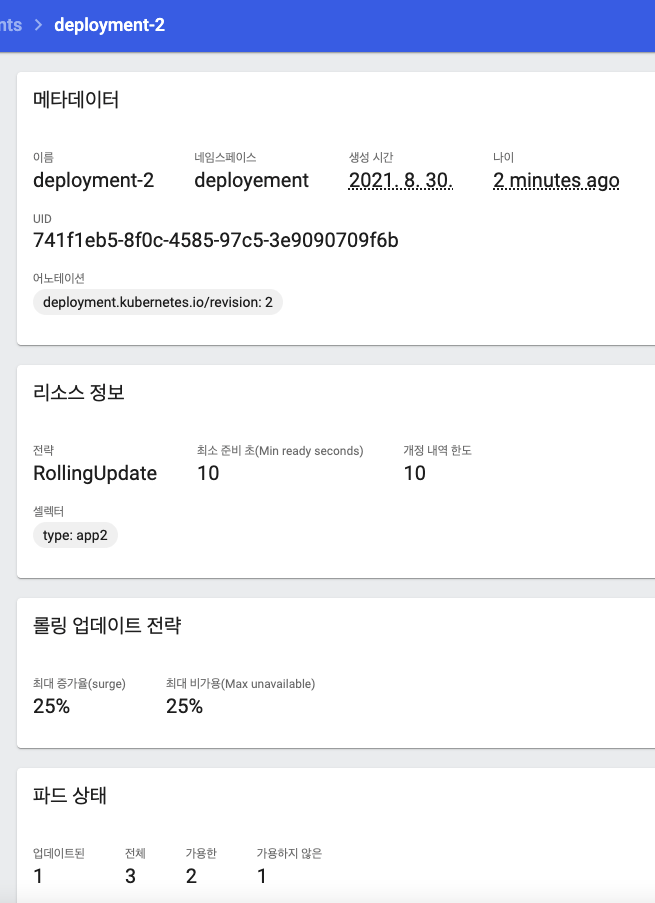 nts > deployment-2
메타데이터
이름 네임스페이스 생성 시간 나이
deployment-2 deployement 2021. 8. 30. 2 minutes ago
UID
741f1eb5-8f0c-4585-97c5-3e9090709f6b
어노테이션
deployment.kubernetes.io/revision: 2
리소스 정보
전략 최소 준비 초(Min ready seconds) 개정 내역 한도
RollingUpdate 10 10
셀렉터
type: app2
롤링 업데이트 전략
최대 증가율(surge) 최대 비가용(Max unavailable)
25% 25%
파드 상태
업데이트된 전체 가용한 가용하지 않은
1 3 2 1